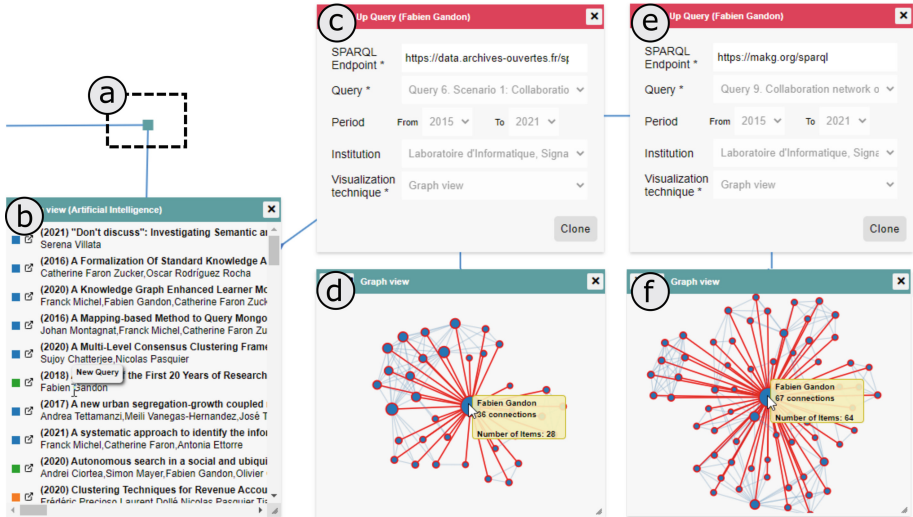 a
b
view (Artificial Intelligence)
(2021) "Don't discuss": Investigating Semantic
Serena Villata
(2016) A Formalization Of Standard Knowledge A
Catherine Faron Zucker,Oscar Rodríguez Rocha
(2020) A Knowledge Graph Enhanced Learner Mo
Franck Michel,Fabien Gandon,Catherine Faron Zuck
(2016) A Mapping-based Method to Query Mongo
Johan Montagnat,Franck Michel,Catherine Faron Zu
(2020) A Multi-Level Consensus Clustering Frame
Sujoy Chatterjee,Nicolas Pasquier
New Query
(2018) the First 20 Years of Research
Fabien Gandon
(2017) A new urban segregation-growth coupled
Andrea Tettamanzi,Meili Vanegas-Hernandez,José T
(2021) A systematic approach to identify the infor
Franck Michel,Catherine Faron,Antonia Ettorre
(2020) Autonomous search in a social and ubiqui
Andrei Ciortea,Simon Mayer,Fabien Gandon,Olivier
(2020) Clustering Techniques for Revenue Accou
Frédéric Precioso,Laurent Dollé,Nicolas Pasquier
c
Up Query (Fabien Gandon)
SPARQL
Endpoint *
https://data.archives-ouvertes.fr/sp
Query *
Query 6. Scenario 1: Collaboratio
Period
From 2015 To 2021
Institution
Laboratoire d'Informatique, Signa
Visualization
technique *
Graph view
Clone
d
Graph view
Fabien Gandon
36 connections
Number of Items: 28
e
Up Query (Fabien Gandon)
SPARQL
Endpoint *
https://makg.org/sparql
Query *
Query 9. Collaboration network o
Period
From 2015 To 2021
Institution
Laboratoire d'Informatique, Signa
Visualization
technique *
Graph view
Clone
f
Graph view
Fabien Gandon
67 connections
Number of Items: 64